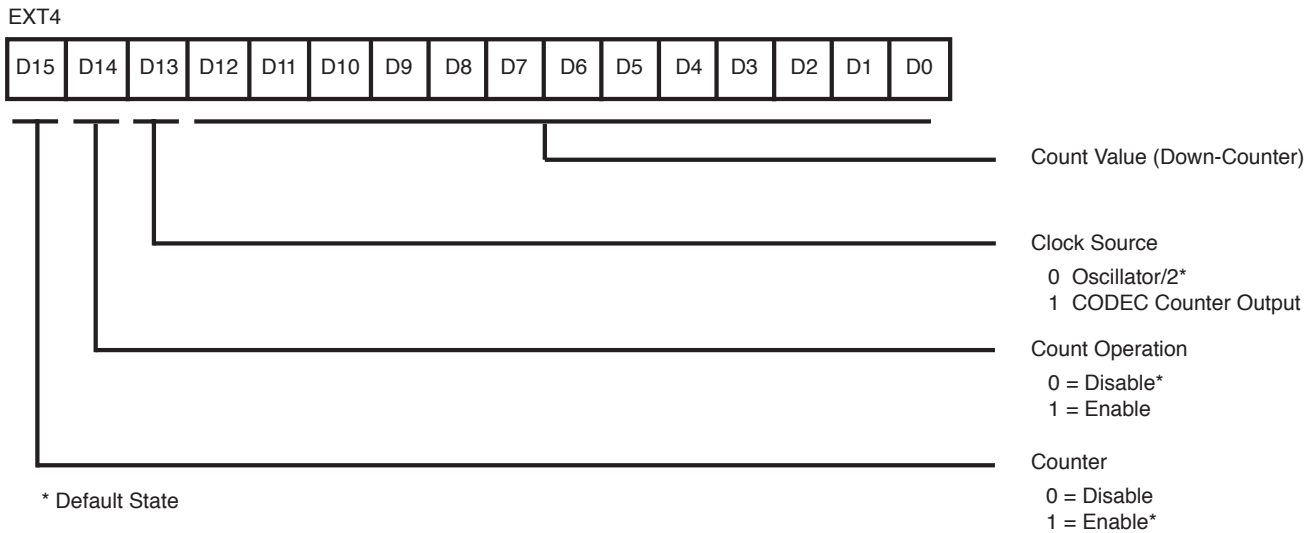 EXT4
D15 D14 D13 D12 D11 D10 D9 D8 D7 D6 D5 D4 D3 D2 D1 D0
Count Value (Down-Counter)
Clock Source
0 Oscillator/2*
1 CODEC Counter Output
Count Operation
0 = Disable*
1 = Enable
Counter
0 = Disable
1 = Enable*
* Default State